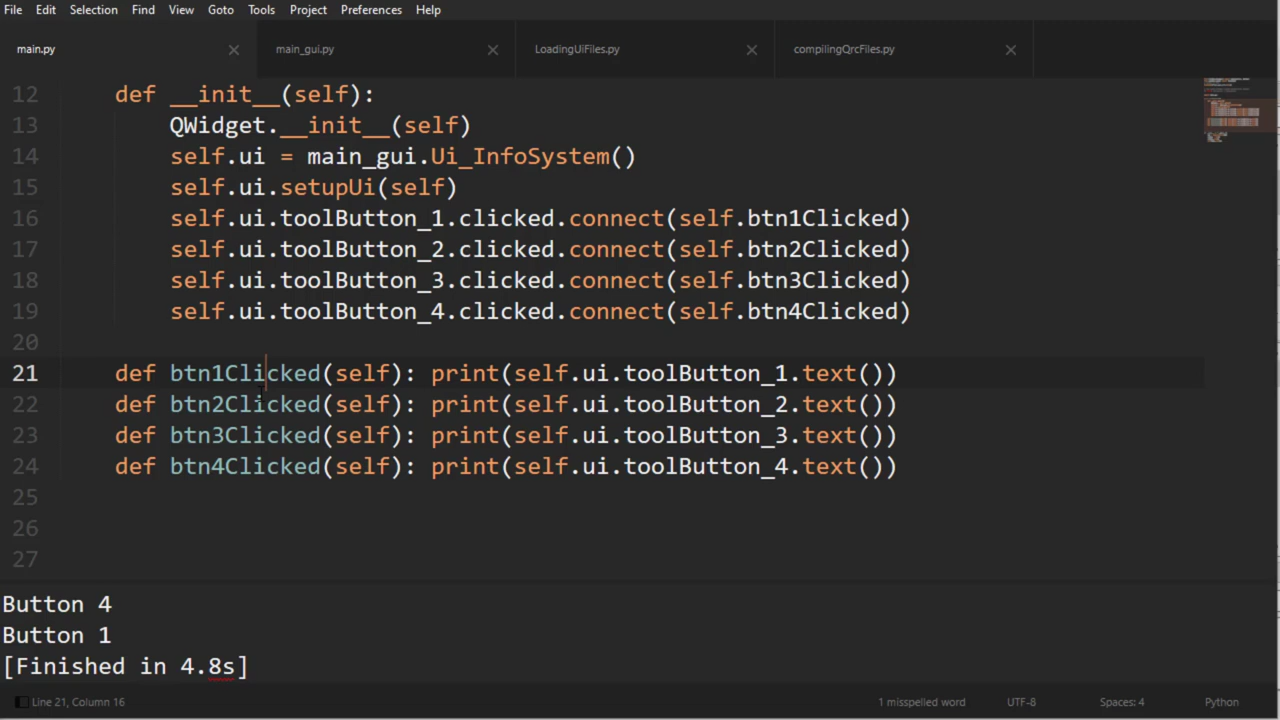 File Edit Selection Find View Goto Tools Project Preferences Help
main.py main_gui.py LoadingUiFiles.py compilingQrcFiles.py
12 def __init__(self):
13 QWidget.__init__(self)
14 self.ui = main_gui.Ui_InfoSystem()
15 self.ui.setupUi(self)
16 self.ui.toolButton_1.clicked.connect(self.btn1Clicked)
17 self.ui.toolButton_2.clicked.connect(self.btn2Clicked)
18 self.ui.toolButton_3.clicked.connect(self.btn3Clicked)
19 self.ui.toolButton_4.clicked.connect(self.btn4Clicked)
20
21 def btn1Clicked(self): print(self.ui.toolButton_1.text())
22 def btn2Clicked(self): print(self.ui.toolButton_2.text())
23 def btn3Clicked(self): print(self.ui.toolButton_3.text())
24 def btn4Clicked(self): print(self.ui.toolButton_4.text())
25
26
27
Button 4
Button 1
[Finished in 4.8s]
Line 21, Column 16 1 misspelled word UTF-8 Spaces: 4 Python